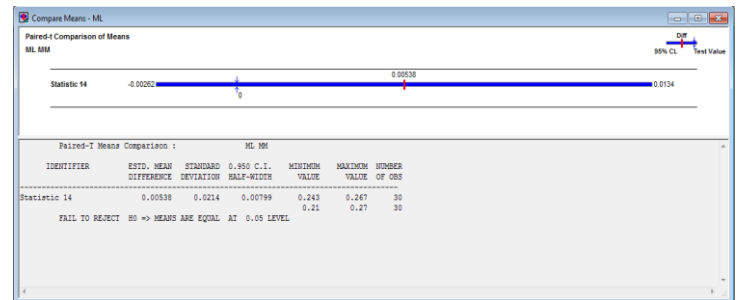 Compare Means - ML
Paired-t Comparison of Means
ML MM
Diff
95% CL Test Value
0.00538
Statistic 14 -0.00262 0.0134
0
Paired-T Means Comparison : ML MM
IDENTIFIER ESTD. MEAN STANDARD 0.950 C.I. MINIMUM MAXIMUM NUMBER
DIFFERENCE DEVIATION HALF-WIDTH VALUE VALUE OF OBS
Statistic 14 0.00538 0.0214 0.00799 0.243 0.267 30
0.21 0.27 30
FAIL TO REJECT H0 => MEANS ARE EQUAL AT 0.05 LEVEL